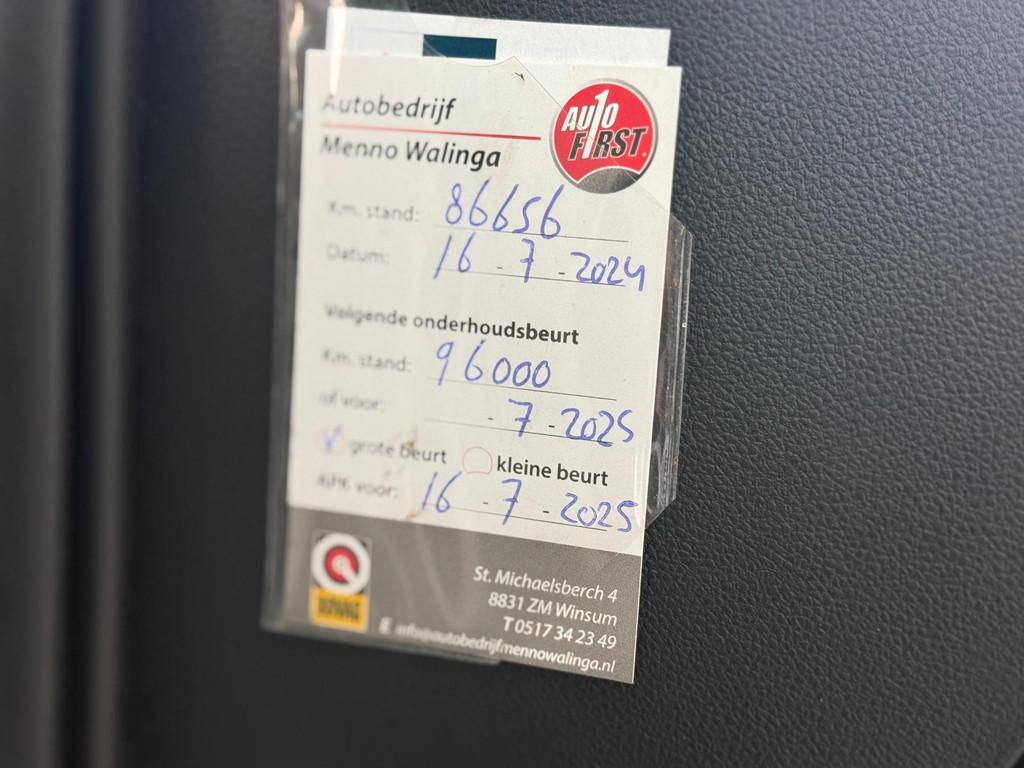 Autobedrijf
Menno Walinga
AUTO
F1RST
Km. stand: 86656
Datum: 16 - 7 - 2024
Volgende onderhoudsbeurt
Km. stand: 96000
of voor: - 7 - 2025
grote beurt kleine beurt
APK voor: 16 - 7 - 2025
BOVAG
St. Michaelsberch 4
8831 ZM Winsum
T 0517 34 23 49
E info@autobedrijfmennowalinga.nl